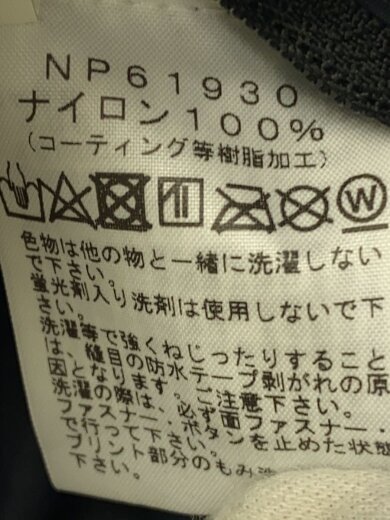 NP61930
ナイロン100%
(コーティング等樹脂加工)
W
色物は他の物と一緒に洗濯しない
で下さい。
蛍光剤入り洗剤は使用しないで下
さい。
洗濯等で強くねじったりすること
は、縫目の防水テープ剥がれの原
因となります。ご注意下さい。
洗濯の際は、必ず面ファスナー・
ファスナー、ボタンを止めた状態
で行って下さい。
プリント部分のもみ洗
下さい。